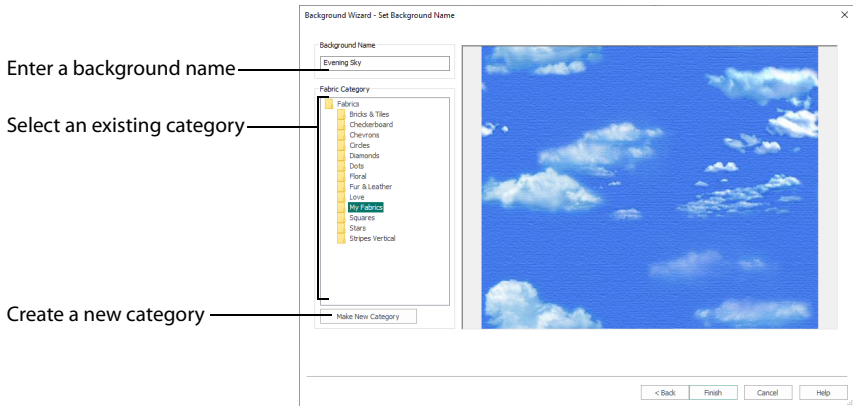 Background Wizard - Set Background Name
Background Name
Enter a background name
Evening Sky
Fabric Category
Select an existing category
Fabrics
Bricks & Tiles
Checkerboard
Chevrons
Circles
Diamonds
Dots
Floral
Fur & Leather
Love
My Fabrics
Squares
Stars
Stripes Vertical
Create a new category
Make New Category
< Back Finish Cancel Help